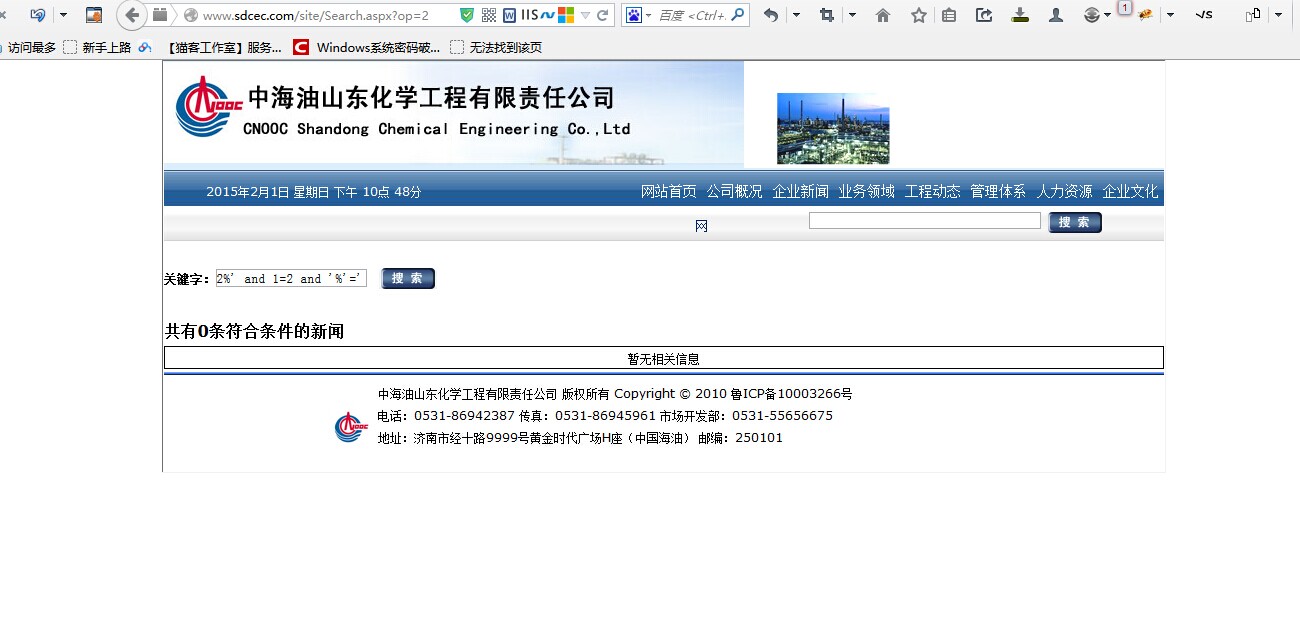 www.sdcec.com/site/Search.aspx?op=2 IIS 百度 <Ctrl+. 1 JS
访问最多 新手上路 【猎客工作室】服务... C Windows系统密码破... 无法找到该页
中海油山东化学工程有限责任公司
CNOOC Shandong Chemical Engineering Co.,Ltd
2015年2月1日 星期日 下午 10点 48分 网站首页 公司概况 企业新闻 业务领域 工程动态 管理体系 人力资源 企业文化
网 搜 索
关键字: 2%' and 1=2 and '%'=' 搜 索
共有0条符合条件的新闻
暂无相关信息
中海油山东化学工程有限责任公司 版权所有 Copyright © 2010 鲁ICP备10003266号
电话：0531-86942387 传真：0531-86945961 市场开发部：0531-55656675
地址：济南市经十路9999号黄金时代广场H座（中国海油） 邮编：250101